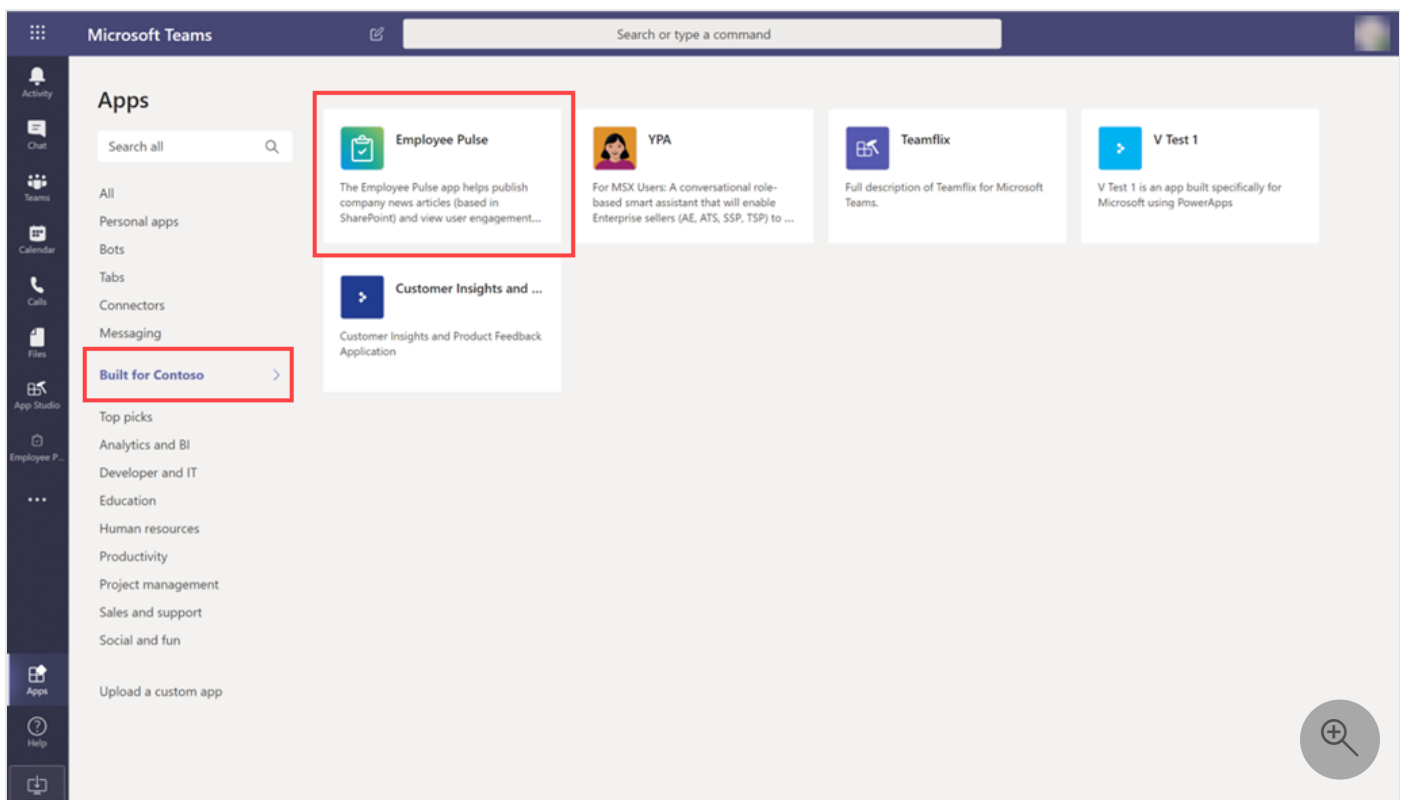 Microsoft Teams
Search or type a command
Activity
Chat
Teams
Calendar
Calls
Files
App Studio
Employee P...
Apps
Help
Apps
Search all
All
Personal apps
Bots
Tabs
Connectors
Messaging
Built for Contoso
Top picks
Analytics and BI
Developer and IT
Education
Human resources
Productivity
Project management
Sales and support
Social and fun
Upload a custom app
Employee Pulse
The Employee Pulse app helps publish
company news articles (based in
SharePoint) and view user engagement...
YPA
For MSX Users: A conversational role-
based smart assistant that will enable
Enterprise sellers (AE, ATS, SSP, TSP) to ...
Teamflix
Full description of Teamflix for Microsoft
Teams.
V Test 1
V Test 1 is an app built specifically for
Microsoft using PowerApps
Customer Insights and ...
Customer Insights and Product Feedback
Application